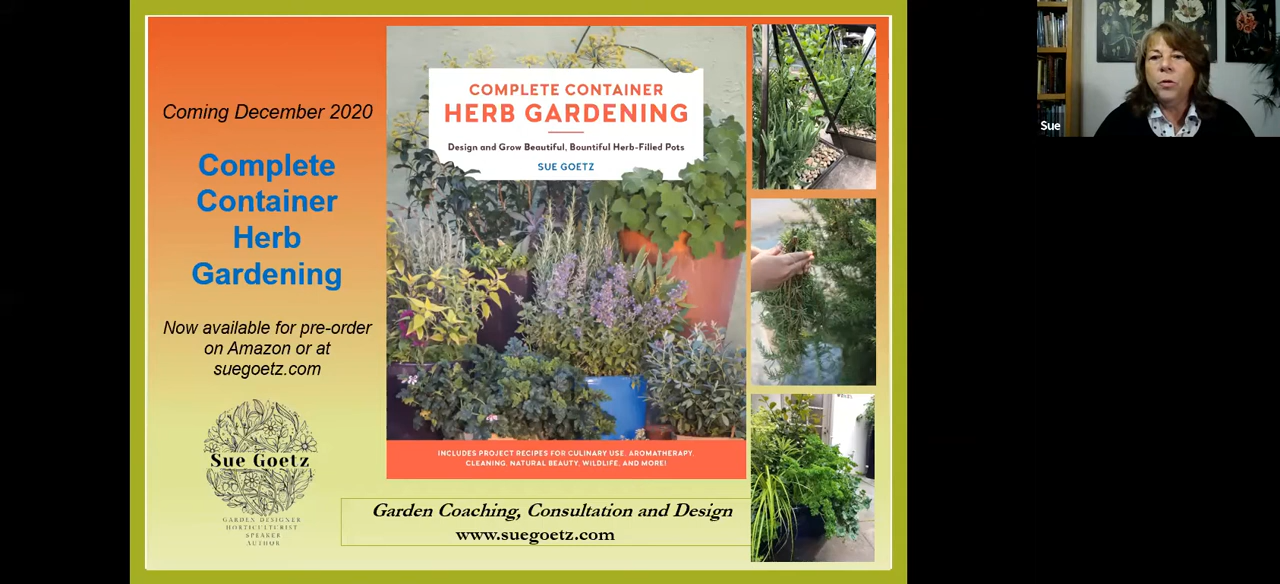 Coming December 2020
Complete
Container
Herb
Gardening
Now available for pre-order
on Amazon or at
suegoetz.com
Sue Goetz
GARDEN DESIGNER
HORTICULTURIST
SPEAKER
AUTHOR
COMPLETE CONTAINER
HERB GARDENING
Design and Grow Beautiful, Bountiful Herb-Filled Pots
SUE GOETZ
INCLUDES PROJECT RECIPES FOR CULINARY USE, AROMATHERAPY,
CLEANING, NATURAL BEAUTY, WILDLIFE, AND MORE!
Garden Coaching, Consultation and Design
www.suegoetz.com
Sue